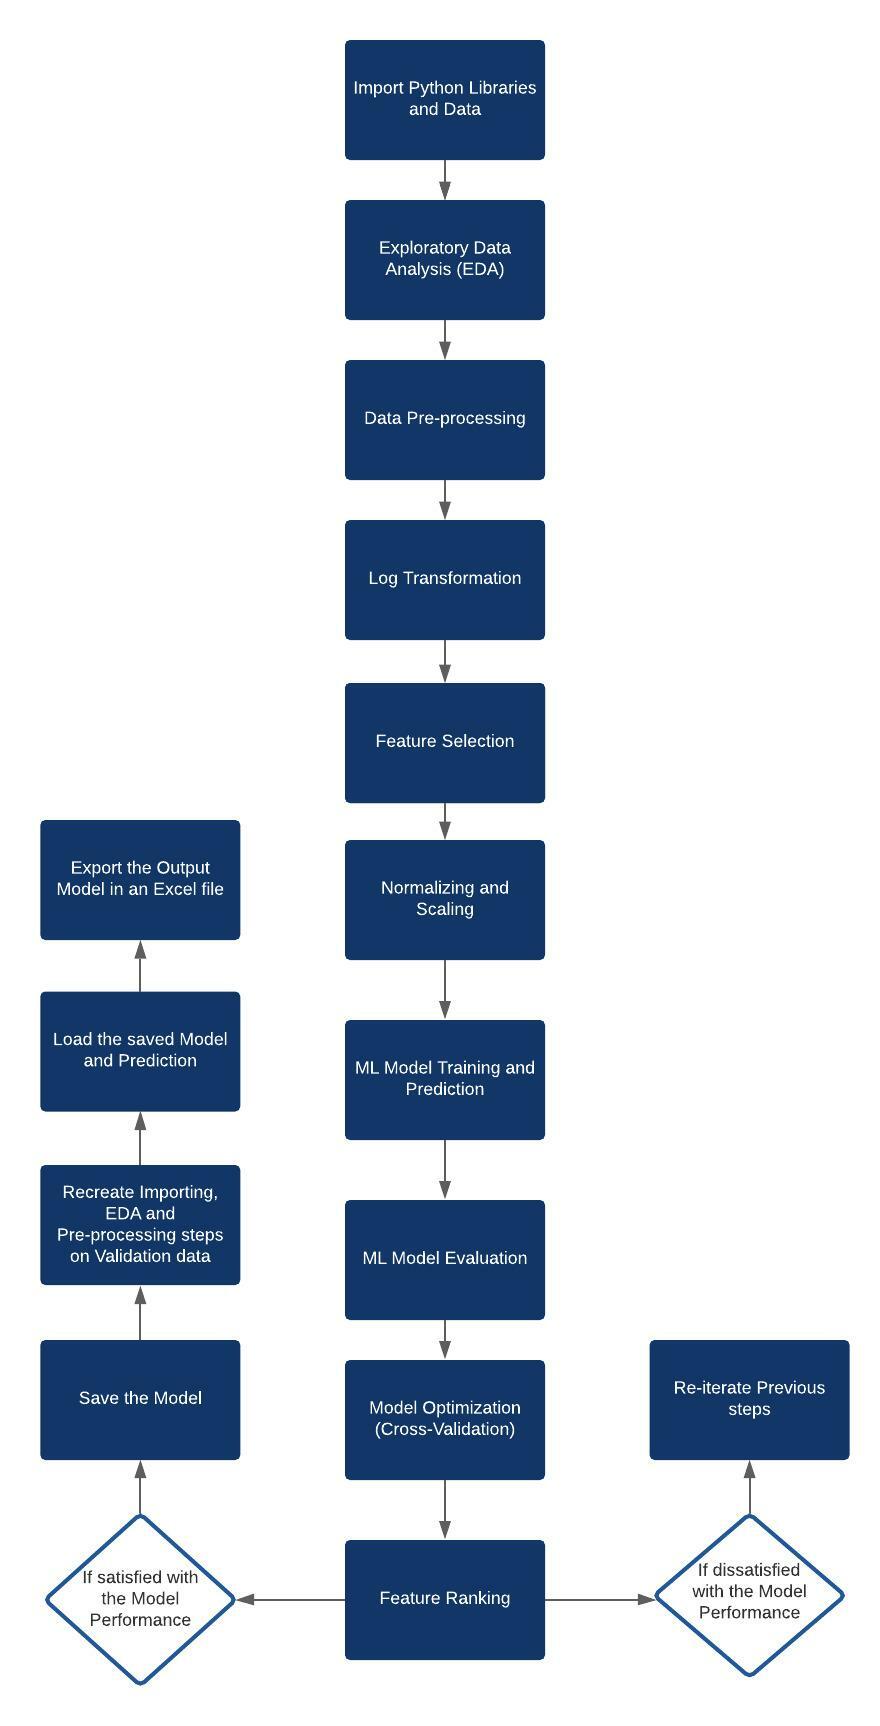 Import Python Libraries
and Data
Exploratory Data
Analysis (EDA)
Data Pre-processing
Log Transformation
Feature Selection
Normalizing and
Scaling
ML Model Training and
Prediction
ML Model Evaluation
Model Optimization
(Cross-Validation)
Feature Ranking
If satisfied with
the Model
Performance
Save the Model
Recreate Importing,
EDA and
Pre-processing steps
on Validation data
Load the saved Model
and Prediction
Export the Output
Model in an Excel file
If dissatisfied
with the Model
Performance
Re-iterate Previous
steps